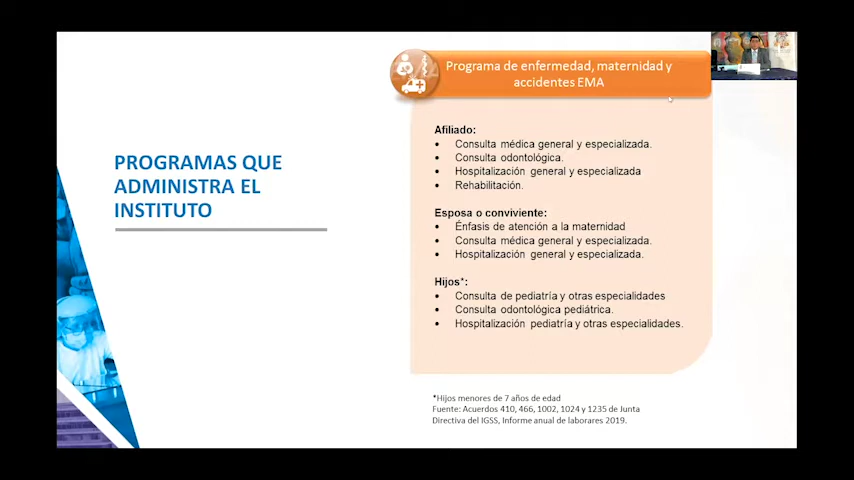 PROGRAMAS QUE
ADMINISTRA EL
INSTITUTO
Programa de enfermedad, maternidad y
accidentes EMA
Afiliado:
• Consulta médica general y especializada.
• Consulta odontológica.
• Hospitalización general y especializada
• Rehabilitación.
Esposa o conviviente:
• Énfasis de atención a la maternidad
• Consulta médica general y especializada.
• Hospitalización general y especializada.
Hijos*:
• Consulta de pediatría y otras especialidades
• Consulta odontológica pediátrica.
• Hospitalización pediatría y otras especialidades.
*Hijos menores de 7 años de edad
Fuente: Acuerdos 410, 466, 1002, 1024 y 1235 de Junta
Directiva del IGSS, Informe anual de laborares 2019.